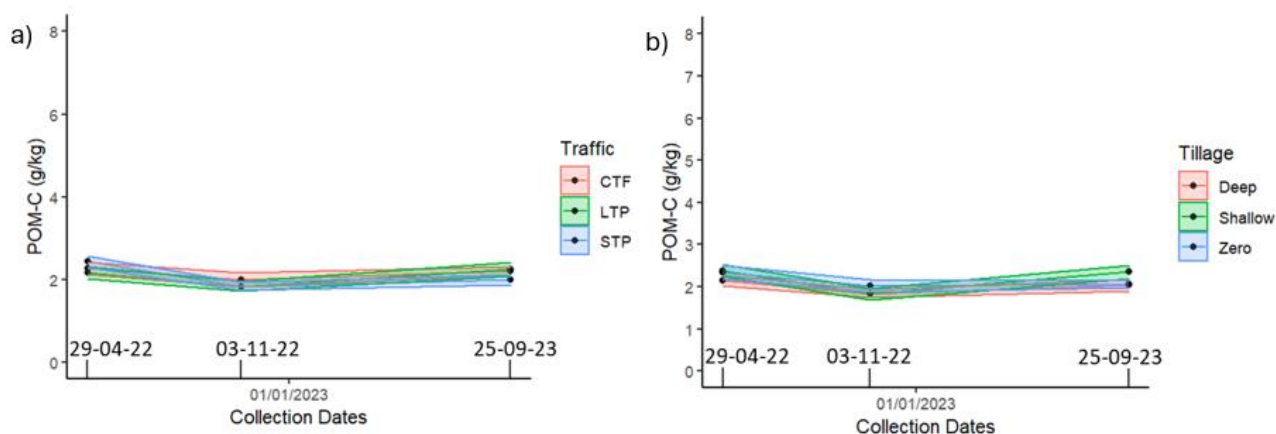 a)
POM-C (g/kg)
8
6
4
2
0
29-04-22 03-11-22 25-09-23
01/01/2023
Collection Dates
Traffic
CTF
LTP
STP
b)
POM-C (g/kg)
8
7
6
5
4
3
2
1
0
29-04-22 03-11-22 25-09-23
01/01/2023
Collection Dates
Tillage
Deep
Shallow
Zero